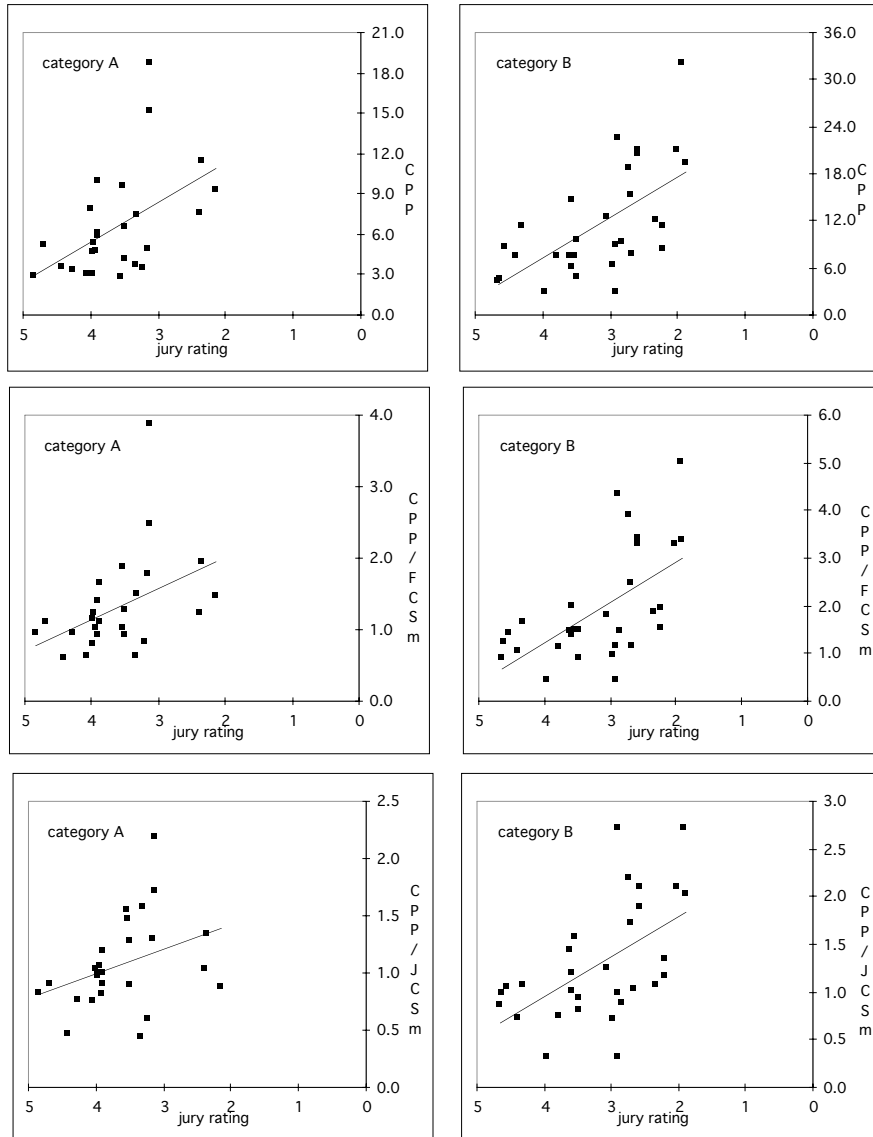 category A
21.0
18.0
15.0
12.0
9.0
6.0
3.0
0.0
C
P
P
5 4 3 2 1 0
jury rating
category B
36.0
30.0
24.0
18.0
12.0
6.0
0.0
C
P
P
5 4 3 2 1 0
jury rating
category A
4.0
3.0
2.0
1.0
0.0
C
P
P
/
F
C
S
m
5 4 3 2 1 0
jury rating
category B
6.0
5.0
4.0
3.0
2.0
1.0
0.0
C
P
P
/
F
C
S
m
5 4 3 2 1 0
jury rating
category A
2.5
2.0
1.5
1.0
0.5
0.0
C
P
P
/
J
C
S
m
5 4 3 2 1 0
jury rating
category B
3.0
2.5
2.0
1.5
1.0
0.5
0.0
C
P
P
/
J
C
S
m
5 4 3 2 1 0
jury rating